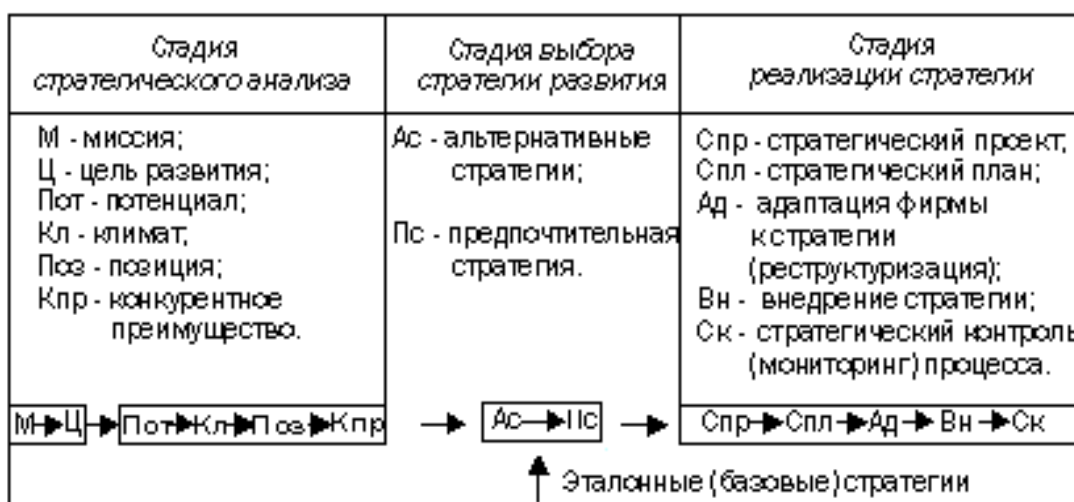 Стадия
стратегического анализа
Стадия выбора
стратегии развития
Стадия
реализации стратегии
М - миссия;
Ц - цель развития;
Пот - потенциал;
Кл - климат;
Поз - позиция;
Кпр - конкурентное
преимущество.
Ас - альтернативные
стратегии;
Пс - предпочтительная
стратегия.
Спр - стратегический проект;
Спл - стратегический план;
Ад - адаптация фирмы
к стратегии
(реструктуризация);
Вн - внедрение стратегии;
Ск - стратегический контроль
(мониторинг) процесса.
М Ц Пот Кл Поз Кпр Ас Пс Спр Спл Ад Вн Ск
Эталонные (базовые) стратегии